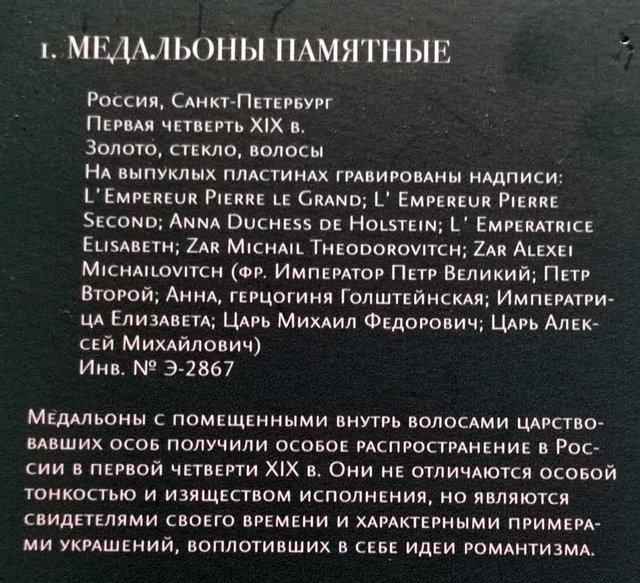 1. МЕДАЛЬОНЫ ПАМЯТНЫЕ
Россия, Санкт-Петербург
Первая четверть XIX в.
Золото, стекло, волосы
На выпуклых пластинах гравированы надписи:
L'Empereur Pierre le Grand; L' Empereur Pierre
Second; Anna Duchess de Holstein; L' Emperatrice
Elisabeth; Zar Michail Theodorovitch; Zar Alexei
Michailovitch (фр. Император Петр Великий; Петр
Второй; Анна, герцогиня Голштейнская; Императри-
ца Елизавета; Царь Михаил Федорович; Царь Алек-
сей Михайлович)
Инв. № Э-2867
Медальоны с помещенными внутрь волосами царство-
вавших особ получили особое распространение в Рос-
сии в первой четверти XIX в. Они не отличаются особой
тонкостью и изяществом исполнения, но являются
свидетелями своего времени и характерными примера-
ми украшений, воплотивших в себе идеи романтизма.